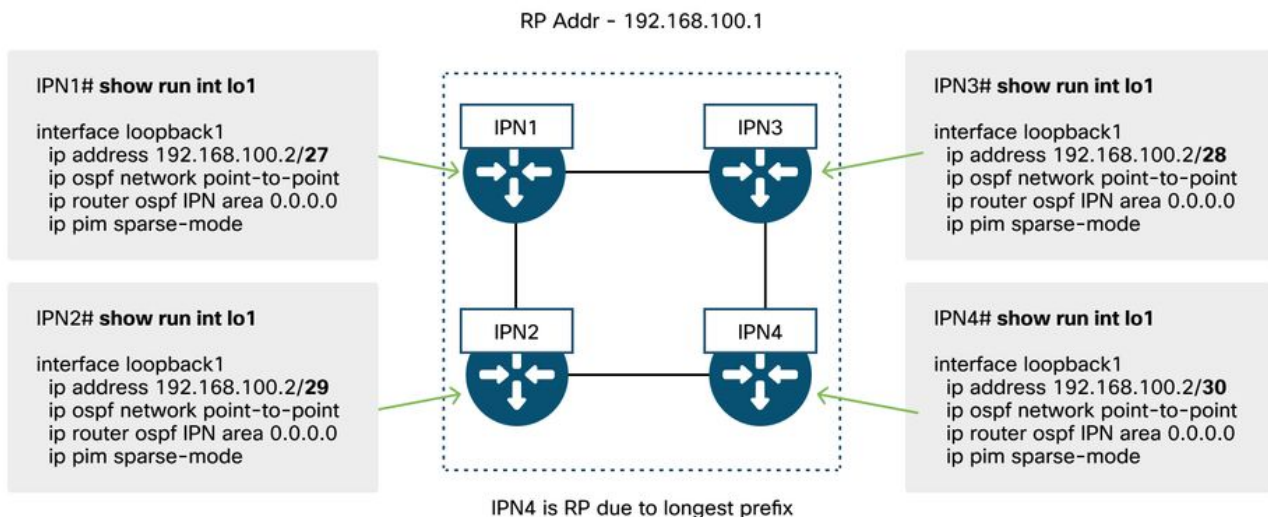 RP Addr - 192.168.100.1
IPN1# show run int lo1
interface loopback1
ip address 192.168.100.2/27
ip ospf network point-to-point
ip router ospf IPN area 0.0.0.0
ip pim sparse-mode
IPN1
IPN3
IPN3# show run int lo1
interface loopback1
ip address 192.168.100.2/28
ip ospf network point-to-point
ip router ospf IPN area 0.0.0.0
ip pim sparse-mode
IPN2# show run int lo1
interface loopback1
ip address 192.168.100.2/29
ip ospf network point-to-point
ip router ospf IPN area 0.0.0.0
ip pim sparse-mode
IPN2
IPN4
IPN4# show run int lo1
interface loopback1
ip address 192.168.100.2/30
ip ospf network point-to-point
ip router ospf IPN area 0.0.0.0
ip pim sparse-mode
IPN4 is RP due to longest prefix